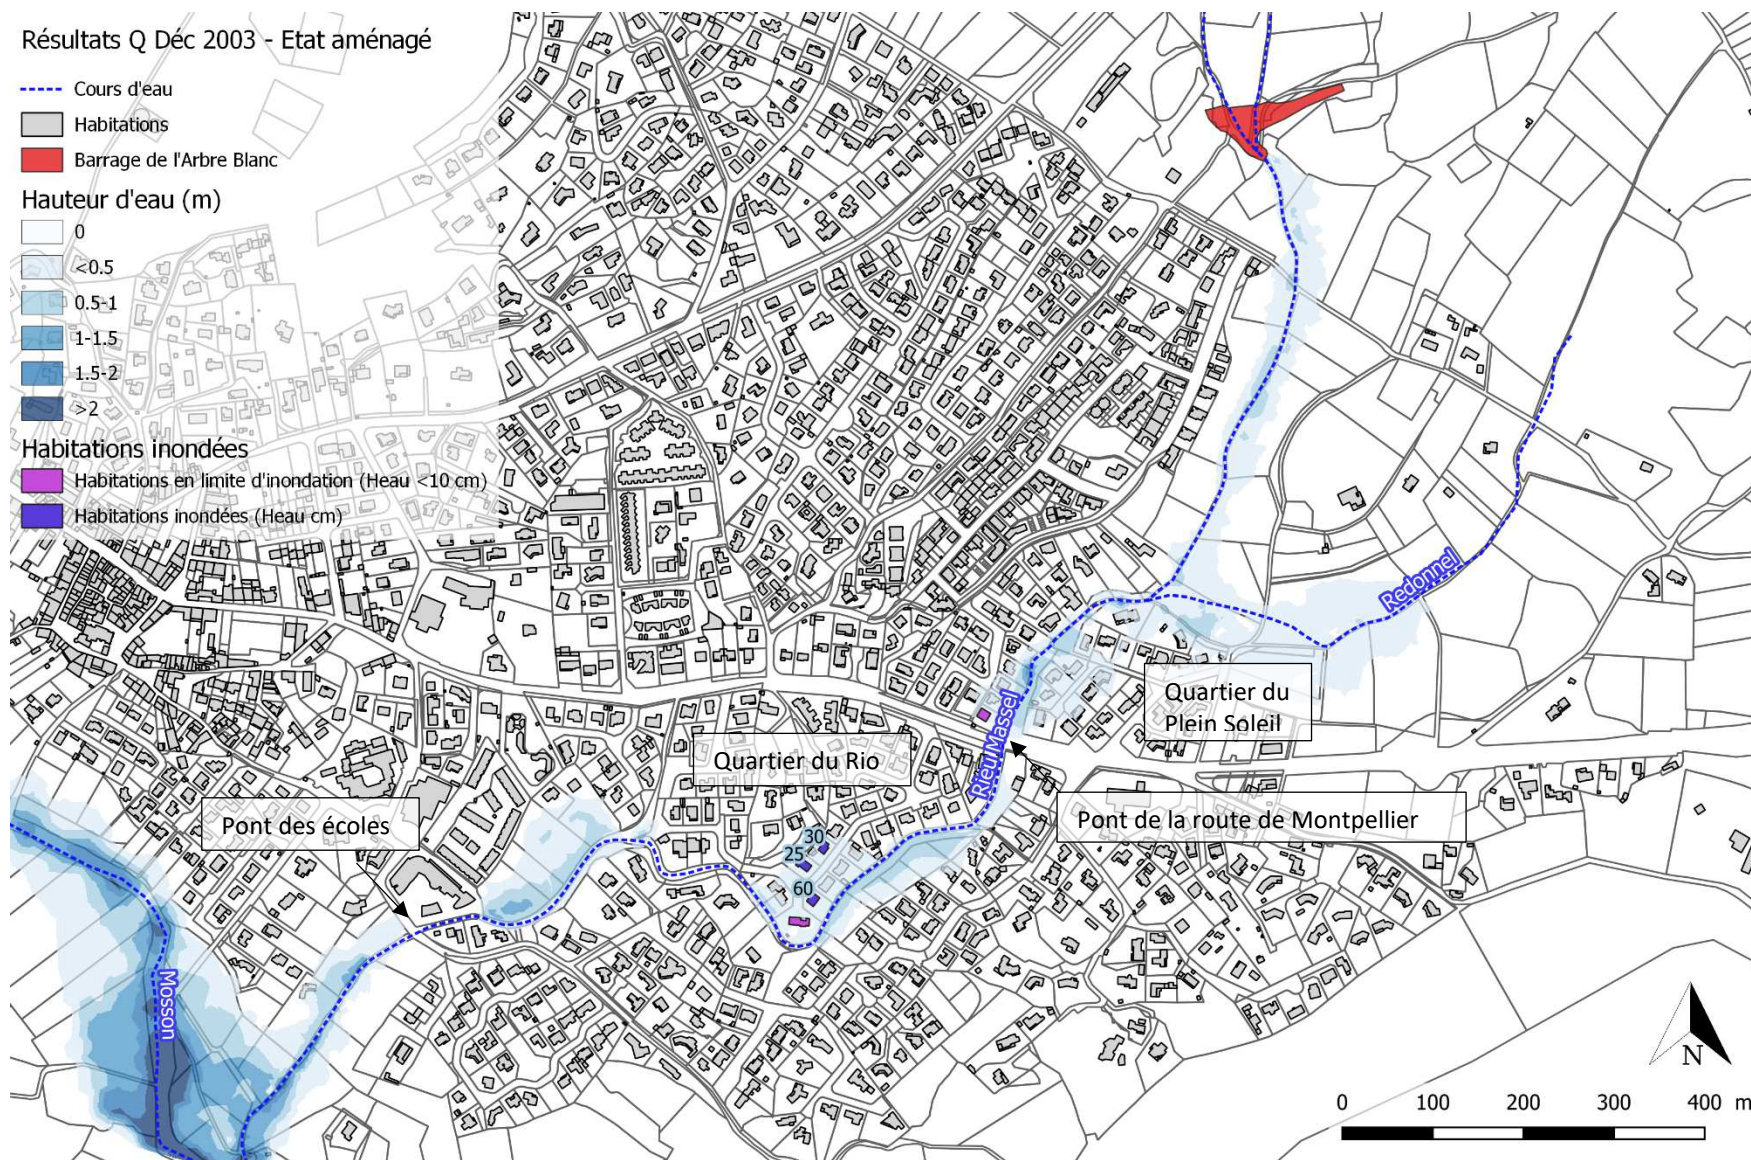 Résultats Q Déc 2003 - Etat aménagé
Cours d'eau
Habitations
Barrage de l'Arbre Blanc
Hauteur d'eau (m)
0
<0.5
0.5-1
1-1.5
1.5-2
>2
Habitations inondées
Habitations en limite d'inondation (Heau <10 cm)
Habitations inondées (Heau cm)
Redonnel
Quartier du
Plein Soleil
Rieu Massel
Quartier du Rio
Pont des écoles
Pont de la route de Montpellier
30
25
60
Mosson
N
0 100 200 300 400 m